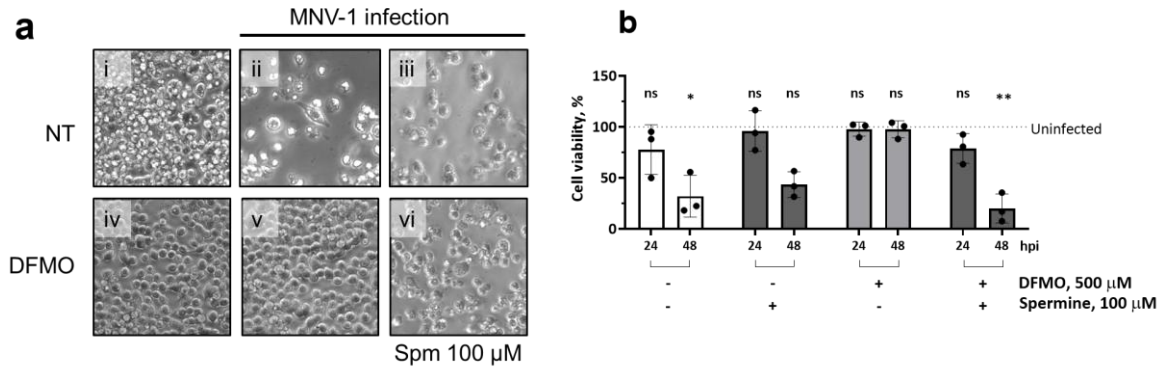 a
MNV-1 infection
i
ii
iii
NT
iv
v
vi
DFMO
Spm 100 µM
b
150
100
50
0
Cell viability, %
ns
*
ns
ns
ns
ns
ns
**
Uninfected
24
48
24
48
24
48
24
48
hpi
- - + + DFMO, 500 µM
- + - + Spermine, 100 µM